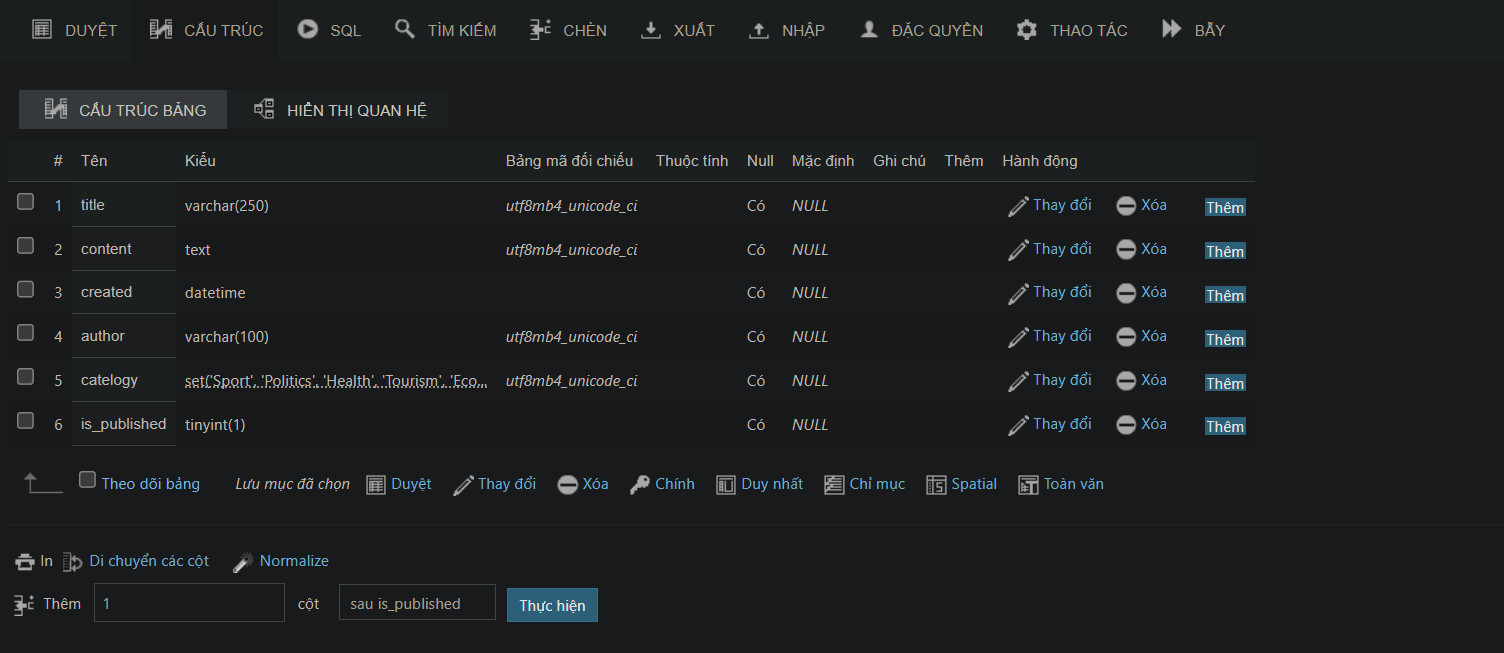 DUYỆT CẤU TRÚC SQL TÌM KIẾM CHÈN XUẤT NHẬP ĐẶC QUYỀN THAO TÁC BẪY
CẤU TRÚC BẢNG HIỂN THỊ QUAN HỆ
# Tên Kiểu Bảng mã đối chiếu Thuộc tính Null Mặc định Ghi chú Thêm Hành động
1 title varchar(250) utf8mb4_unicode_ci Có NULL Thay đổi Xóa Thêm
2 content text utf8mb4_unicode_ci Có NULL Thay đổi Xóa Thêm
3 created datetime Có NULL Thay đổi Xóa Thêm
4 author varchar(100) utf8mb4_unicode_ci Có NULL Thay đổi Xóa Thêm
5 catelogy set('Sport', 'Politics', 'Health', 'Tourism', 'Eco... utf8mb4_unicode_ci Có NULL Thay đổi Xóa Thêm
6 is_published tinyint(1) Có NULL Thay đổi Xóa Thêm
Theo dõi bảng Lưu mục đã chọn Duyệt Thay đổi Xóa Chính Duy nhất Chỉ mục Spatial Toàn văn
In Di chuyển các cột Normalize
Thêm 1 cột sau is_published Thực hiện